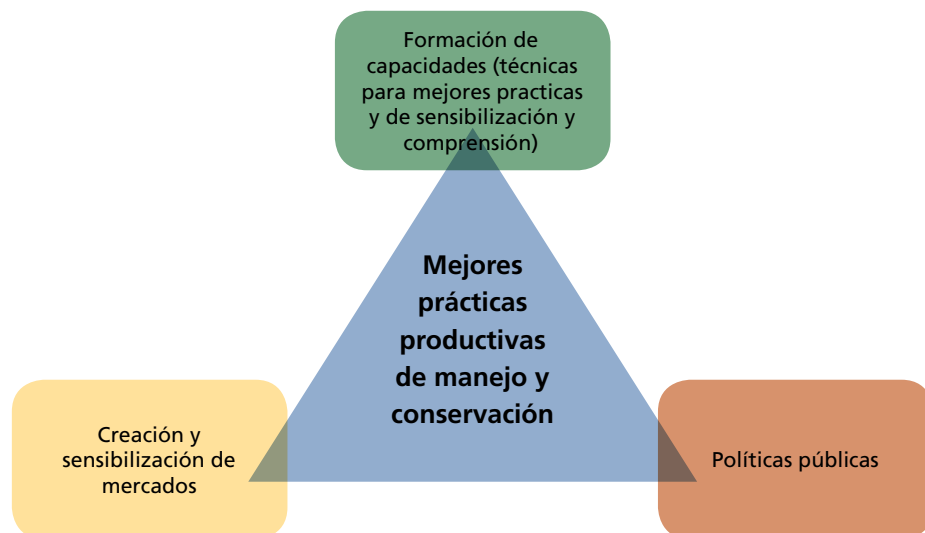 Formación de
capacidades (técnicas
para mejores practicas
y de sensibilización y
comprensión)
Mejores
prácticas
productivas
de manejo y
conservación
Creación y
sensibilización de
mercados
Políticas públicas